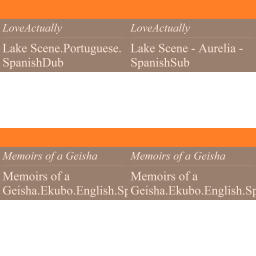 LoveActually
LoveActually
Lake Scene.Portuguese.
SpanishDub
Lake Scene - Aurelia -
SpanishSub
Memoirs of a Geisha
Memoirs of a Geisha
Memoirs of a
Geisha.Ekubo.English.Sp
Memoirs of a
Geisha.Ekubo.English.Spa